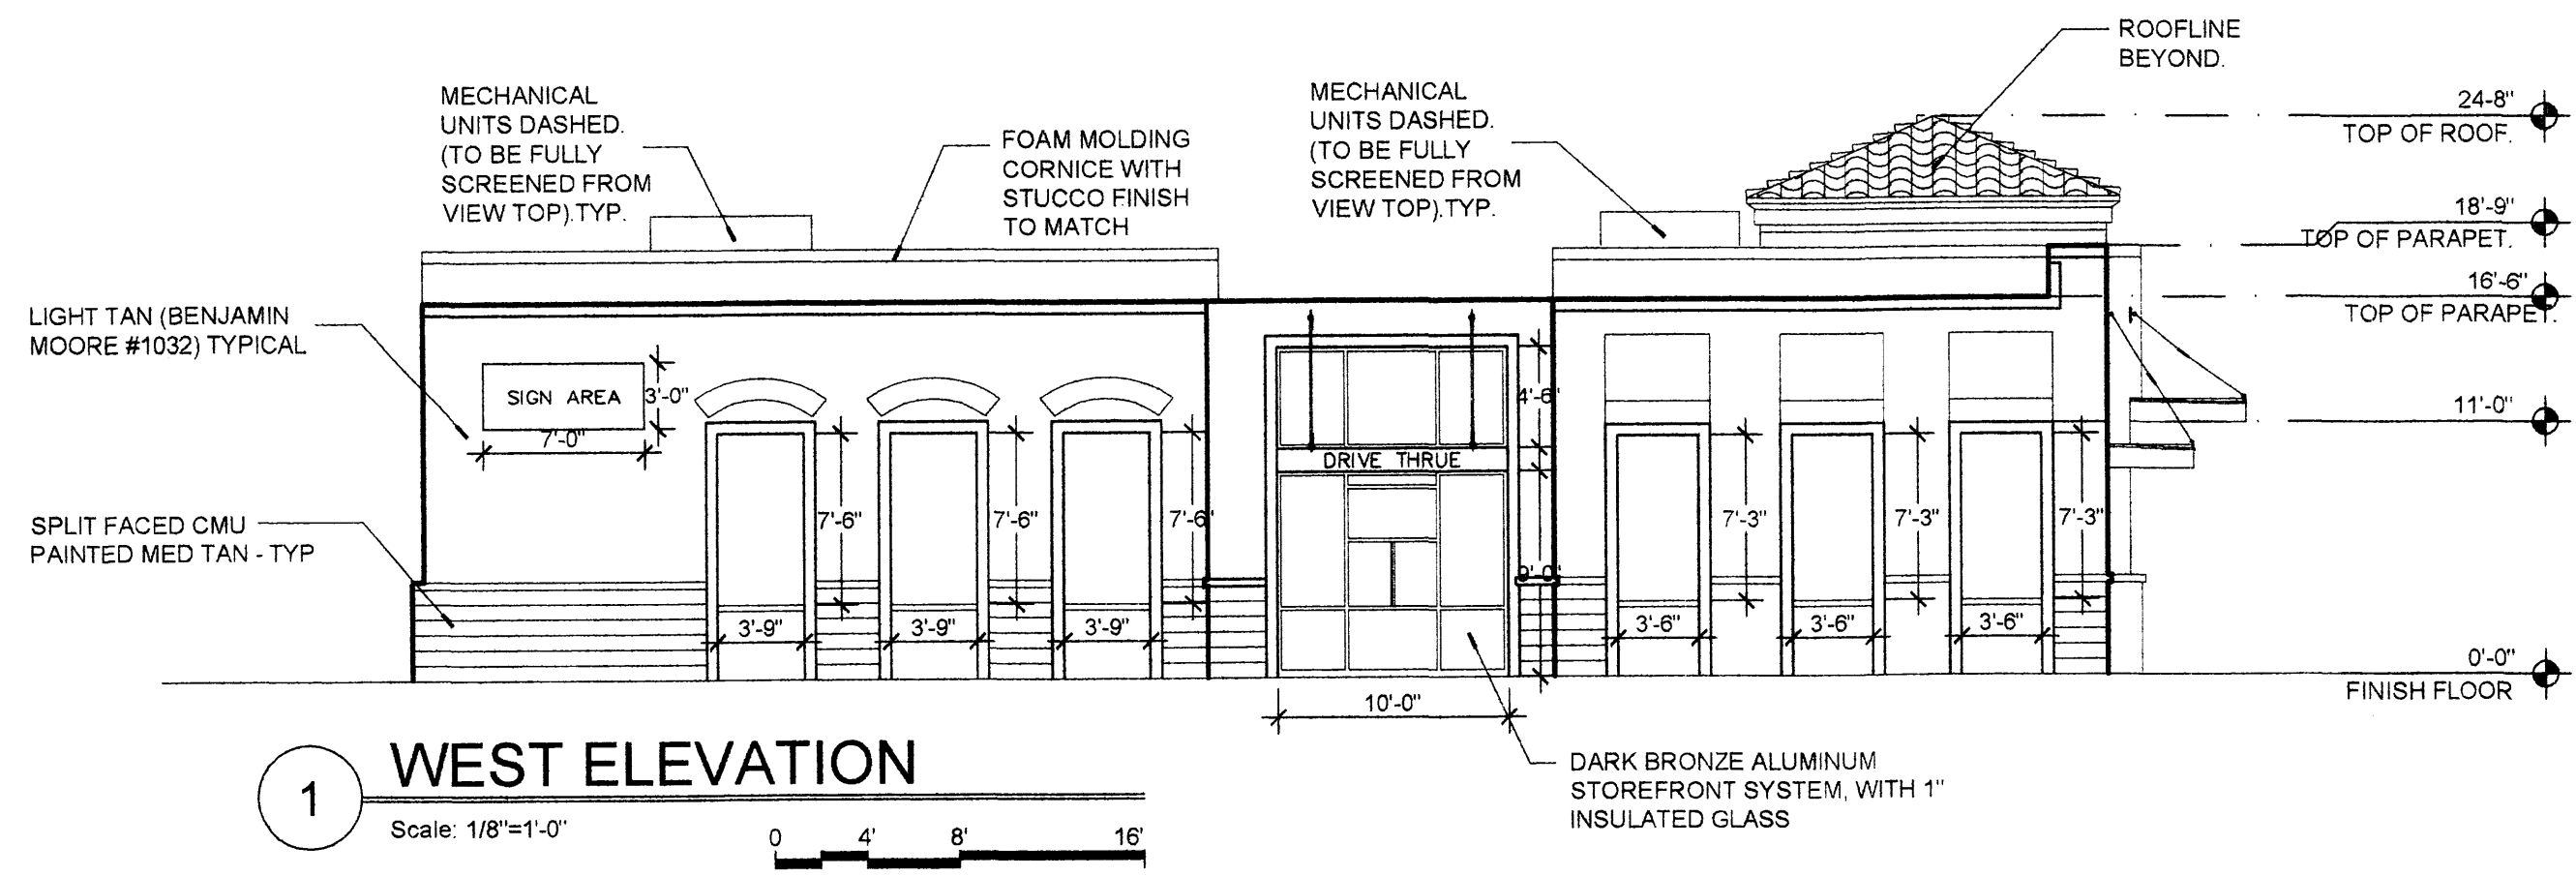 ROOFLINE
BEYOND.
MECHANICAL
UNITS DASHED.
(TO BE FULLY
SCREENED FROM
VIEW TOP).TYP.
FOAM MOLDING
CORNICE WITH
STUCCO FINISH
TO MATCH
MECHANICAL
UNITS DASHED.
(TO BE FULLY
SCREENED FROM
VIEW TOP).TYP.
24-8"
TOP OF ROOF.
18'-9"
TOP OF PARAPET.
16'-6"
TOP OF PARAPET.
11'-0"
0'-0"
FINISH FLOOR
LIGHT TAN (BENJAMIN
MOORE #1032) TYPICAL
SPLIT FACED CMU
PAINTED MED TAN - TYP
SIGN AREA
3'-0"
7'-0"
7'-6"
7'-6"
7'-6"
3'-9"
3'-9"
3'-9"
4'-6"
DRIVE THRUE
10'-0"
7'-3"
7'-3"
7'-3"
3'-6"
3'-6"
3'-6"
DARK BRONZE ALUMINUM
STOREFRONT SYSTEM, WITH 1"
INSULATED GLASS
1
WEST ELEVATION
Scale: 1/8"=1'-0"
0 4' 8' 16'